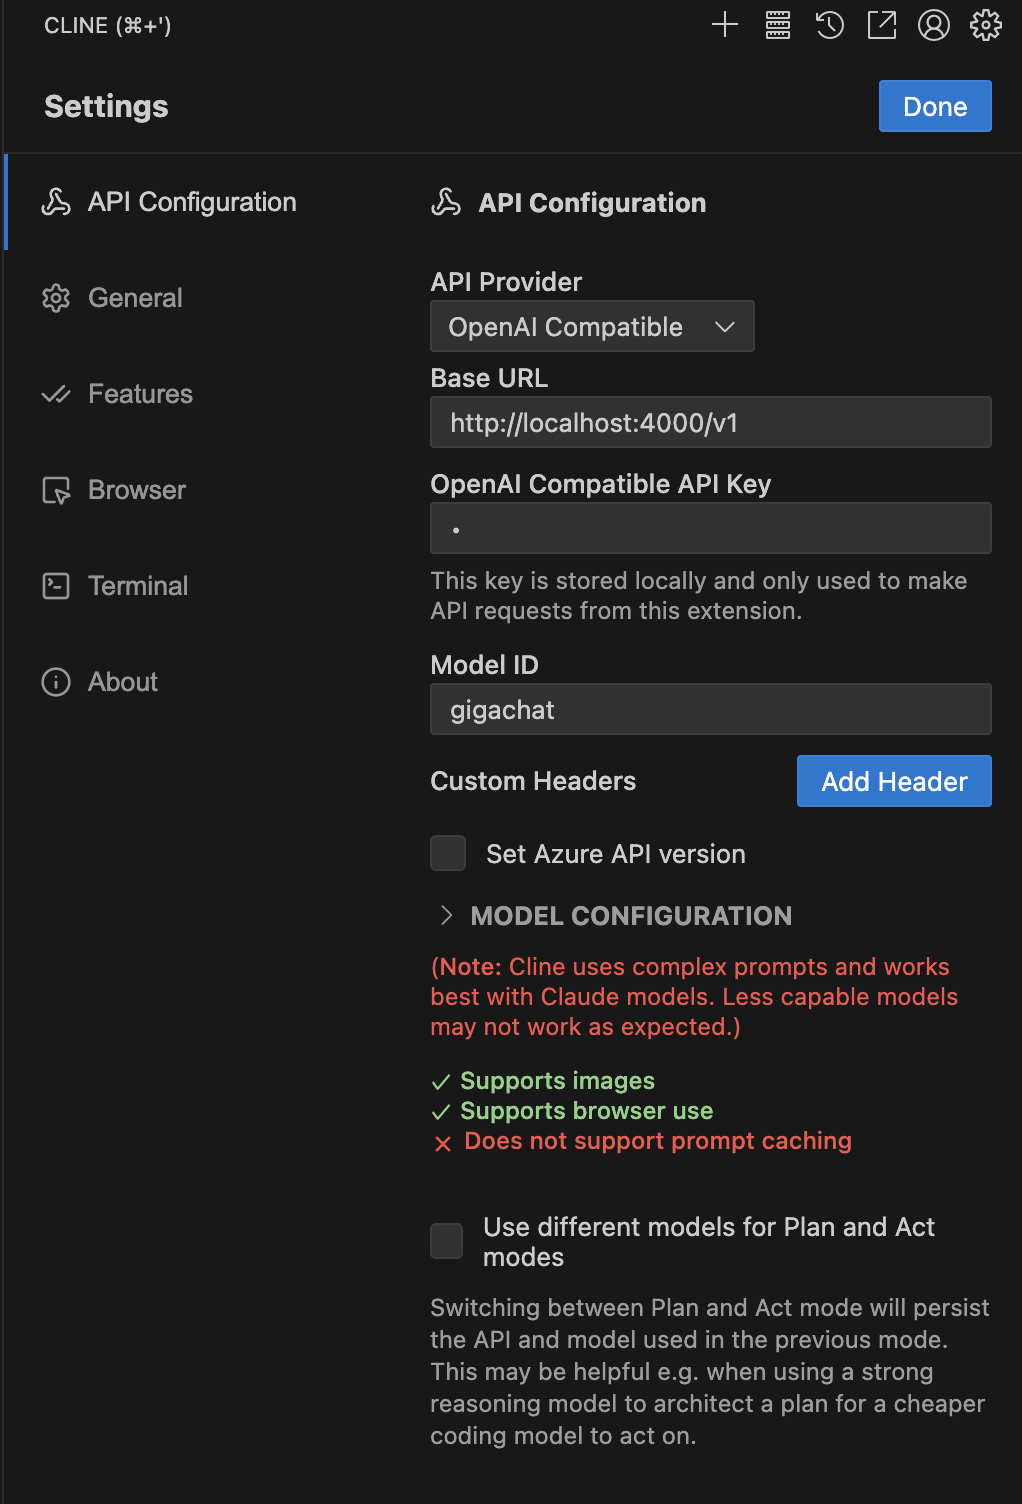 CLINE (⌘+')
Settings
Done
API Configuration
General
Features
Browser
Terminal
About
API Configuration
API Provider
OpenAI Compatible
Base URL
http://localhost:4000/v1
OpenAI Compatible API Key
•
This key is stored locally and only used to make
API requests from this extension.
Model ID
gigachat
Custom Headers
Add Header
Set Azure API version
MODEL CONFIGURATION
(Note: Cline uses complex prompts and works
best with Claude models. Less capable models
may not work as expected.)
Supports images
Supports browser use
Does not support prompt caching
Use different models for Plan and Act
modes
Switching between Plan and Act mode will persist
the API and model used in the previous mode.
This may be helpful e.g. when using a strong
reasoning model to architect a plan for a cheaper
coding model to act on.